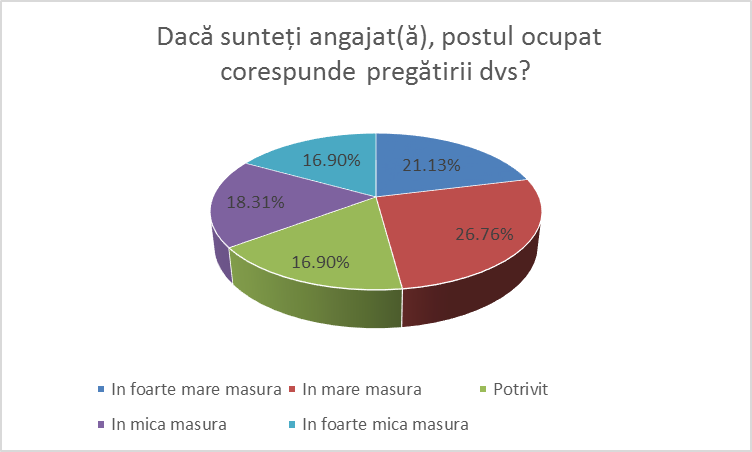 Dacă sunteți angajat(ă), postul ocupat
corespunde pregătirii dvs?
16.90%
21.13%
18.31%
26.76%
16.90%
In foarte mare masura
In mare masura
Potrivit
In mica masura
In foarte mica masura